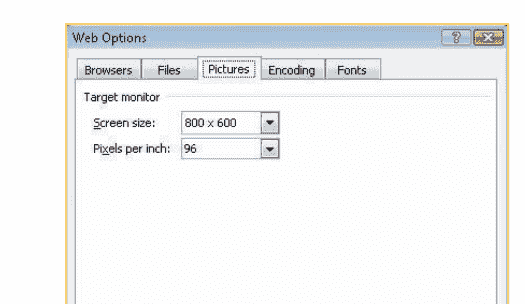 Web Options
Browsers Files Pictures Encoding Fonts
Target monitor
Screen size: 800 x 600
Pixels per inch: 96